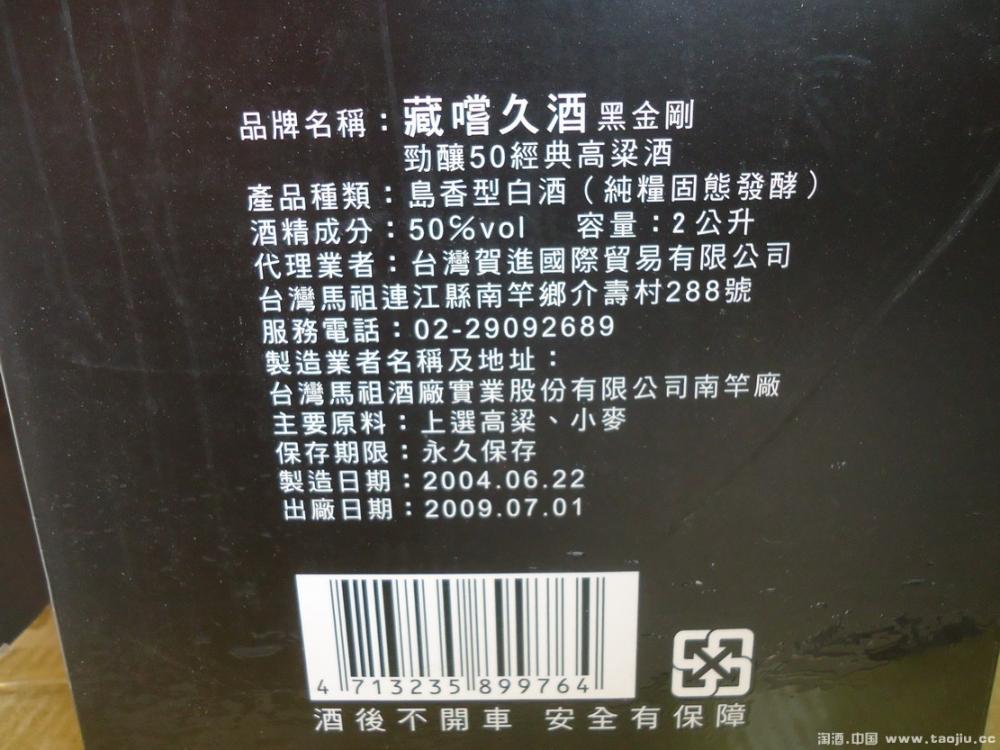 品牌名稱：藏嚐久酒 黑金剛
勁釀50經典高粱酒
產品種類：島香型白酒（純糧固態發酵）
酒精成分：50%vol 容量：2公升
代理業者：台灣賀進國際貿易有限公司
台灣馬祖連江縣南竿鄉介壽村288號
服務電話：02-29092689
製造業者名稱及地址：
台灣馬祖酒廠實業股份有限公司南竿廠
主要原料：上選高粱、小麥
保存期限：永久保存
製造日期：2004.06.22
出廠日期：2009.07.01
4 713235 899764
酒後不開車 安全有保障
淘酒.中国 www.taojiu.cc